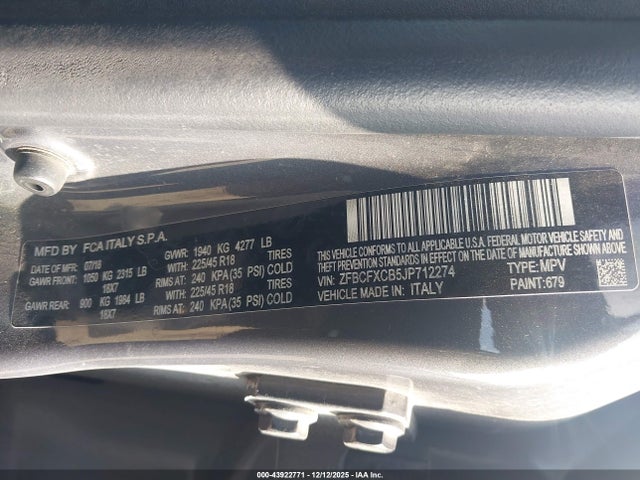 MFD BY FCA ITALY S.P.A.
DATE OF MFD: 07/18 GVWR: 1940 KG 4277 LB
GAWR FRONT: 1050 KG 2315 LB WITH: 225/45 R18 TIRES
18X7 RIMS AT: 240 KPA(35 PSI) COLD
GAWR REAR: 900 KG 1984 LB WITH: 225/45 R18 TIRES
18X7 RIMS AT: 240 KPA(35 PSI) COLD
THIS VEHICLE CONFORMS TO ALL APPLICABLE U.S.A. FEDERAL MOTOR VEHICLE SAFETY
AND THEFT PREVENTION STANDARDS IN EFFECT ON THE DATE OF MANUFACTURE SHOWN ABOVE.
VIN: ZFBCFXCB5JP712274 TYPE: MPV
VEHICLE MADE IN: ITALY PAINT:679
000-43922771 - 12/12/2025 - IAA Inc.